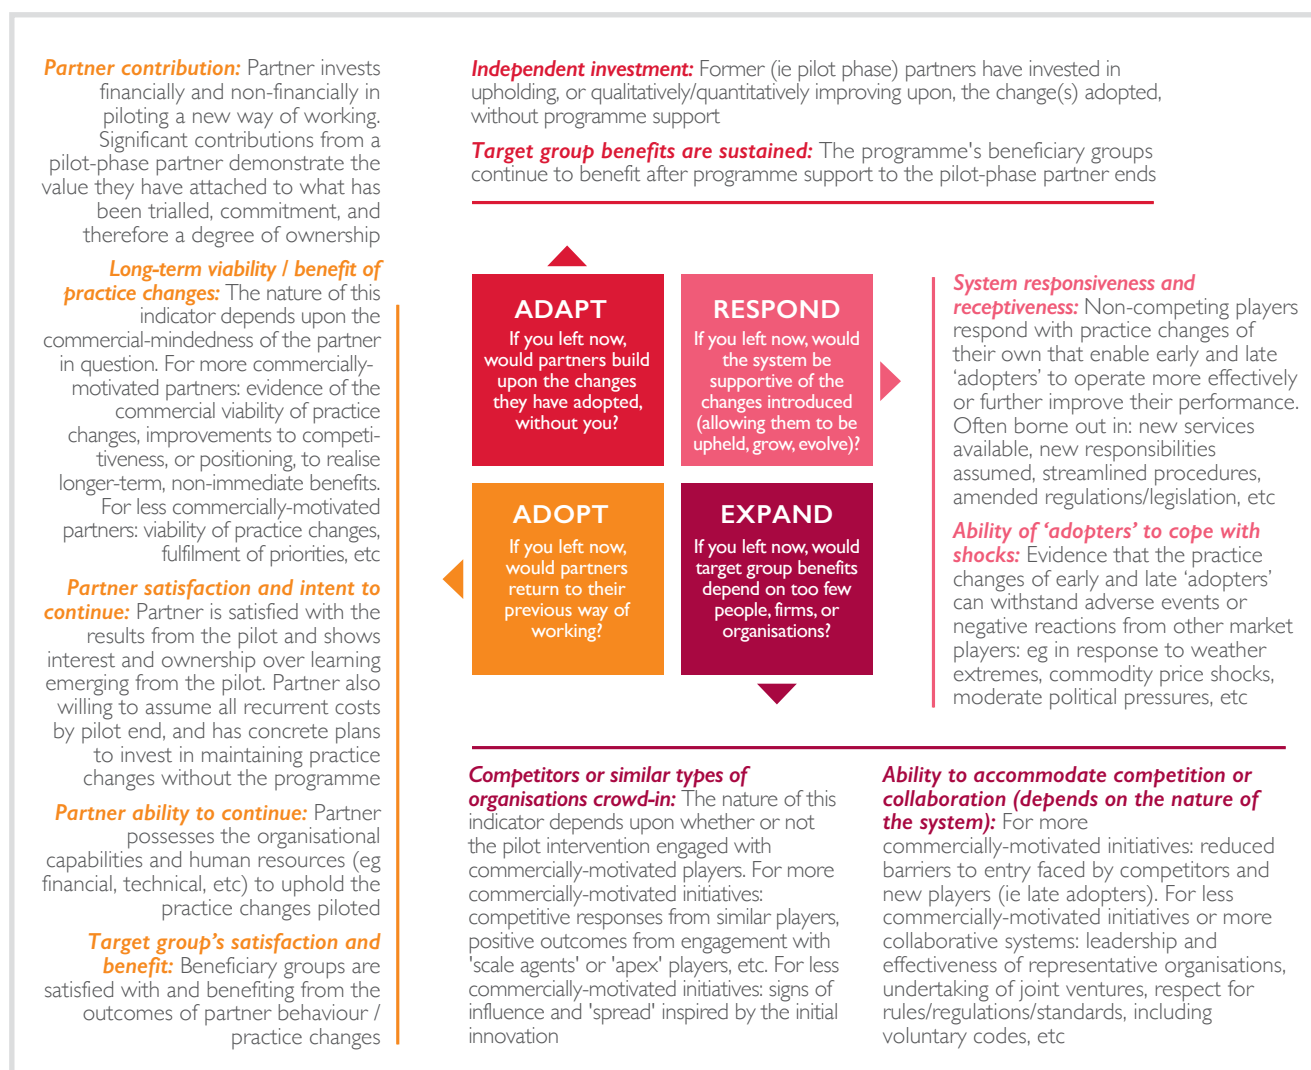 Partner contribution: Partner invests
financially and non-financially in
piloting a new way of working.
Significant contributions from a
pilot-phase partner demonstrate the
value they have attached to what has
been trialled, commitment, and
therefore a degree of ownership
Long-term viability / benefit of
practice changes: The nature of this
indicator depends upon the
commercial-mindedness of the partner
in question. For more commercially-
motivated partners: evidence of the
commercial viability of practice
changes, improvements to competi-
tiveness, or positioning, to realise
longer-term, non-immediate benefits.
For less commercially-motivated
partners: viability of practice changes,
fulfilment of priorities, etc
Partner satisfaction and intent to
continue: Partner is satisfied with the
results from the pilot and shows
interest and ownership over learning
emerging from the pilot. Partner also
willing to assume all recurrent costs
by pilot end, and has concrete plans
to invest in maintaining practice
changes without the programme
Partner ability to continue: Partner
possesses the organisational
capabilities and human resources (eg
financial, technical, etc) to uphold the
practice changes piloted
Target group's satisfaction and
benefit: Beneficiary groups are
satisfied with and benefiting from the
outcomes of partner behaviour /
practice changes
Independent investment: Former (ie pilot phase) partners have invested in
upholding, or qualitatively/quantitatively improving upon, the change(s) adopted,
without programme support
Target group benefits are sustained: The programme's beneficiary groups
continue to benefit after programme support to the pilot-phase partner ends
ADAPT
If you left now,
would partners build
upon the changes
they have adopted,
without you?
RESPOND
If you left now, would
the system be
supportive of the
changes introduced
(allowing them to be
upheld, grow, evolve)?
ADOPT
If you left now,
would partners
return to their
previous way of
working?
EXPAND
If you left now, would
target group benefits
depend on too few
people, firms, or
organisations?
System responsiveness and
receptiveness: Non-competing players
respond with practice changes of
their own that enable early and late
‘adopters’ to operate more effectively
or further improve their performance.
Often borne out in: new services
available, new responsibilities
assumed, streamlined procedures,
amended regulations/legislation, etc
Ability of ‘adopters’ to cope with
shocks: Evidence that the practice
changes of early and late ‘adopters’
can withstand adverse events or
negative reactions from other market
players: eg in response to weather
extremes, commodity price shocks,
moderate political pressures, etc
Competitors or similar types of
organisations crowd-in: The nature of this
indicator depends upon whether or not
the pilot intervention engaged with
commercially-motivated players. For more
commercially-motivated initiatives:
competitive responses from similar players,
positive outcomes from engagement with
'scale agents' or 'apex' players, etc. For less
commercially-motivated initiatives: signs of
influence and 'spread' inspired by the initial
innovation
Ability to accommodate competition or
collaboration (depends on the nature of
the system): For more
commercially-motivated initiatives: reduced
barriers to entry faced by competitors and
new players (ie late adopters). For less
commercially-motivated initiatives or more
collaborative systems: leadership and
effectiveness of representative organisations,
undertaking of joint ventures, respect for
rules/regulations/standards, including
voluntary codes, etc